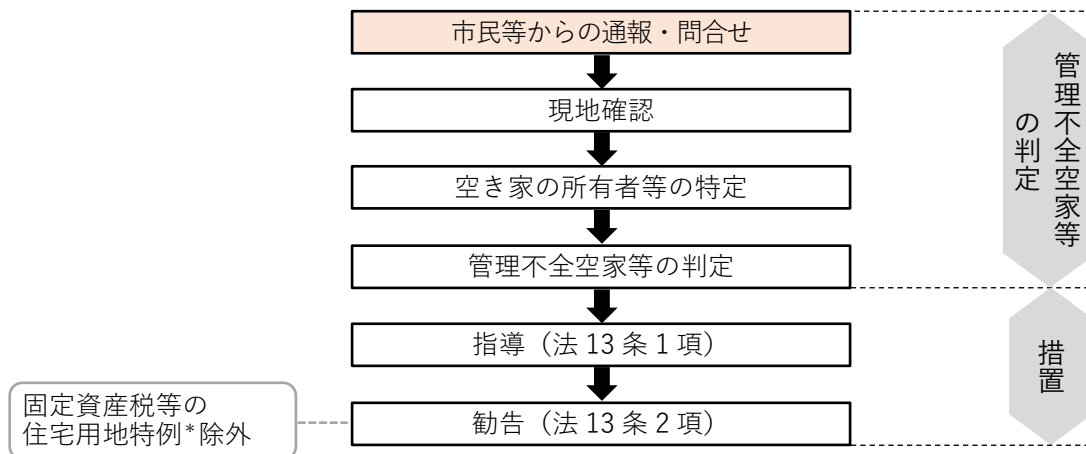 市民等からの通報・問合せ
現地確認
空き家の所有者等の特定
管理不全空家等の判定
指導（法 13 条 1 項）
勧告（法 13 条 2 項）
固定資産税等の
住宅用地特例*除外
管理不全空家等
の判定
措置